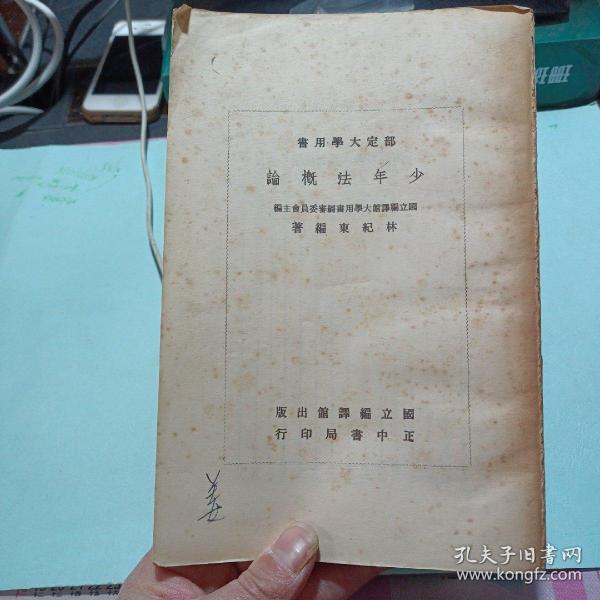 部定大學用書
少年法概論
國立編譯館大學用書編審委員會主編
林紀東編著
國立編譯館出版
正中書局印行
姜
孔夫子旧书网
www.kongfz.com